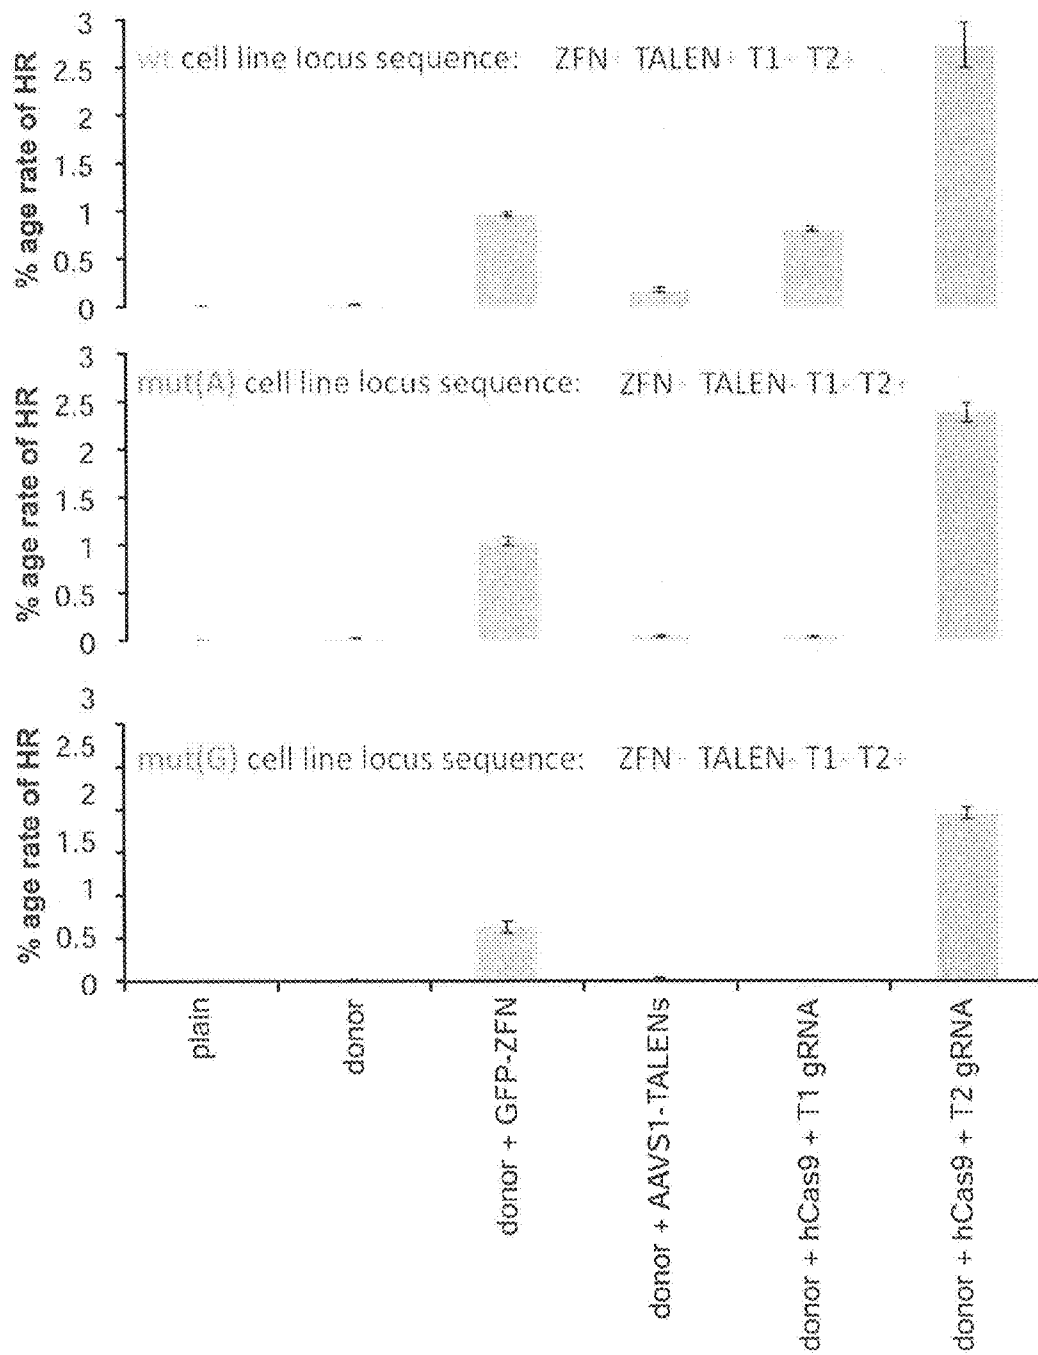 3
2.5
2
1.5
1
0.5
0
% age rate of HR
wt cell line locus sequence: ZFN+ TALEN+ T1+ T2+
3
2.5
2
1.5
1
0.5
0
% age rate of HR
mut(A) cell line locus sequence: ZFN+ TALEN- T1- T2+
3
2.5
2
1.5
1
0.5
0
% age rate of HR
mut(G) cell line locus sequence: ZFN+ TALEN- T1- T2+
plain
donor
donor + GFP-ZFN
donor + AAVS1-TALENs
donor + hCas9 + T1 gRNA
donor + hCas9 + T2 gRNA